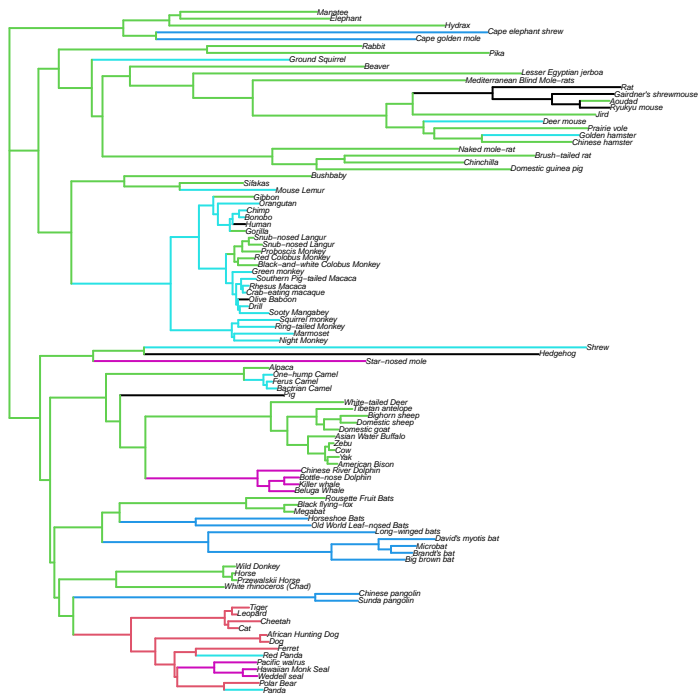 Manatee
Elephant
Hydrax
Cape elephant shrew
Cape golden mole
Rabbit
Pika
Ground Squirrel
Beaver
Lesser Egyptian jerboa
Mediterranean Blind Mole-rats
Rat
Gairdner's shrewmouse
Aoudad
Ryukyu mouse
Jird
Deer mouse
Prairie vole
Golden hamster
Chinese hamster
Naked mole-rat
Brush-tailed rat
Chinchilla
Domestic guinea pig
Bushbaby
Sifakas
Mouse Lemur
Gibbon
Orangutan
Chimp
Bonobo
Human
Gorilla
Snub-nosed Langur
Snub-nosed Langur
Proboscis Monkey
Red Colobus Monkey
Black-and-white Colobus Monkey
Green monkey
Southern Pig-tailed Macaca
Rhesus Macaca
Crab-eating macaque
Olive Baboon
Drill
Sooty Mangabey
Squirrel monkey
Ring-tailed Monkey
Marmoset
Night Monkey
Shrew
Hedgehog
Star-nosed mole
Alpaca
One-hump Camel
Ferus Camel
Bactrian Camel
Pig
White-tailed Deer
Tibetan antelope
Bighorn sheep
Domestic sheep
Domestic goat
Asian Water Buffalo
Zebu
Cow
Yak
American Bison
Chinese River Dolphin
Bottle-nose Dolphin
Killer whale
Beluga Whale
Rousette Fruit Bats
Black flying-fox
Megabat
Horseshoe Bats
Old World Leaf-nosed Bats
Long-winged bats
David's myotis bat
Microbat
Brandt's bat
Big brown bat
Wild Donkey
Horse
Przewalskii Horse
White rhinoceros (Chad)
Chinese pangolin
Sunda pangolin
Tiger
Leopard
Cheetah
Cat
African Hunting Dog
Dog
Ferret
Red Panda
Pacific walrus
Hawaiian Monk Seal
Weddell seal
Polar Bear
Panda